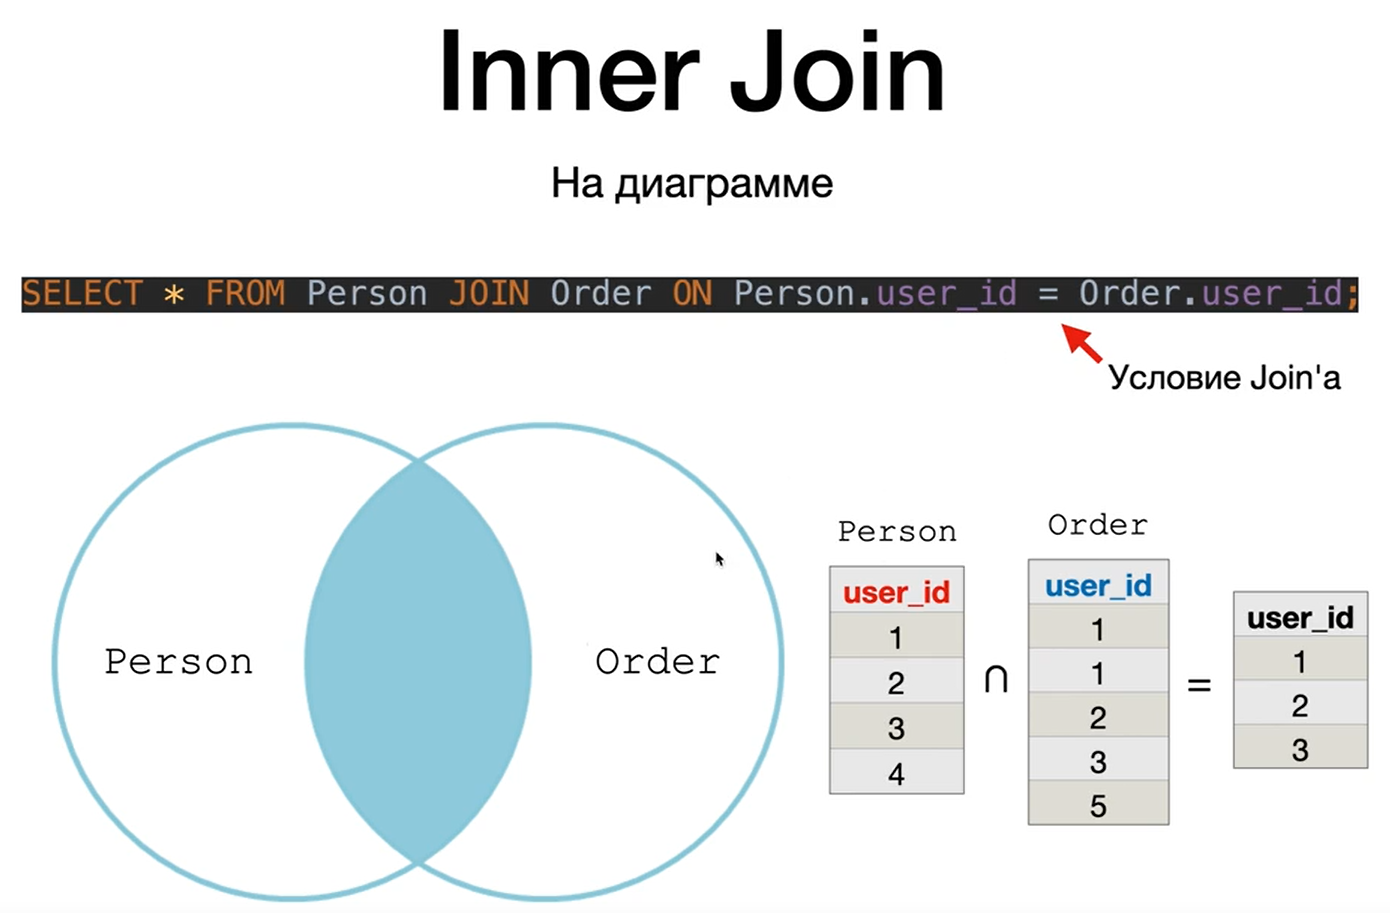 Inner Join
На диаграмме
SELECT * FROM Person JOIN Order ON Person.user_id = Order.user_id;
Условие Join'а
Person
Order
Person
user_id
1
2
3
4
∩
Order
user_id
1
1
2
3
5
=
user_id
1
2
3